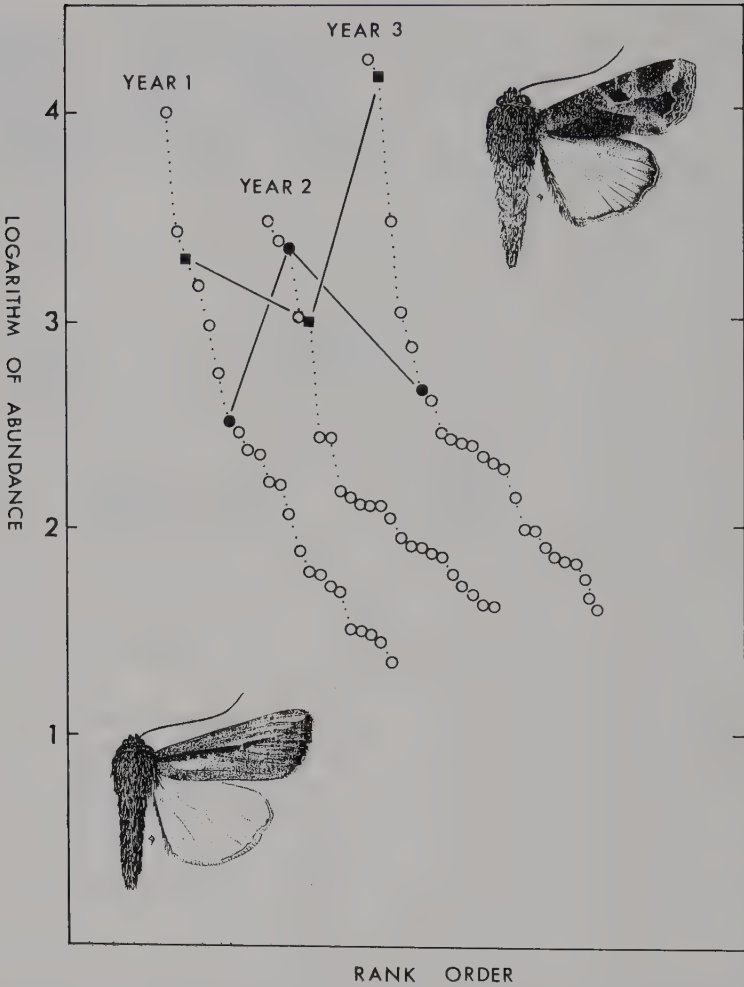 YEAR 3
YEAR 1
YEAR 2
4
3
2
1
LOGARITHM OF ABUNDANCE
RANK ORDER